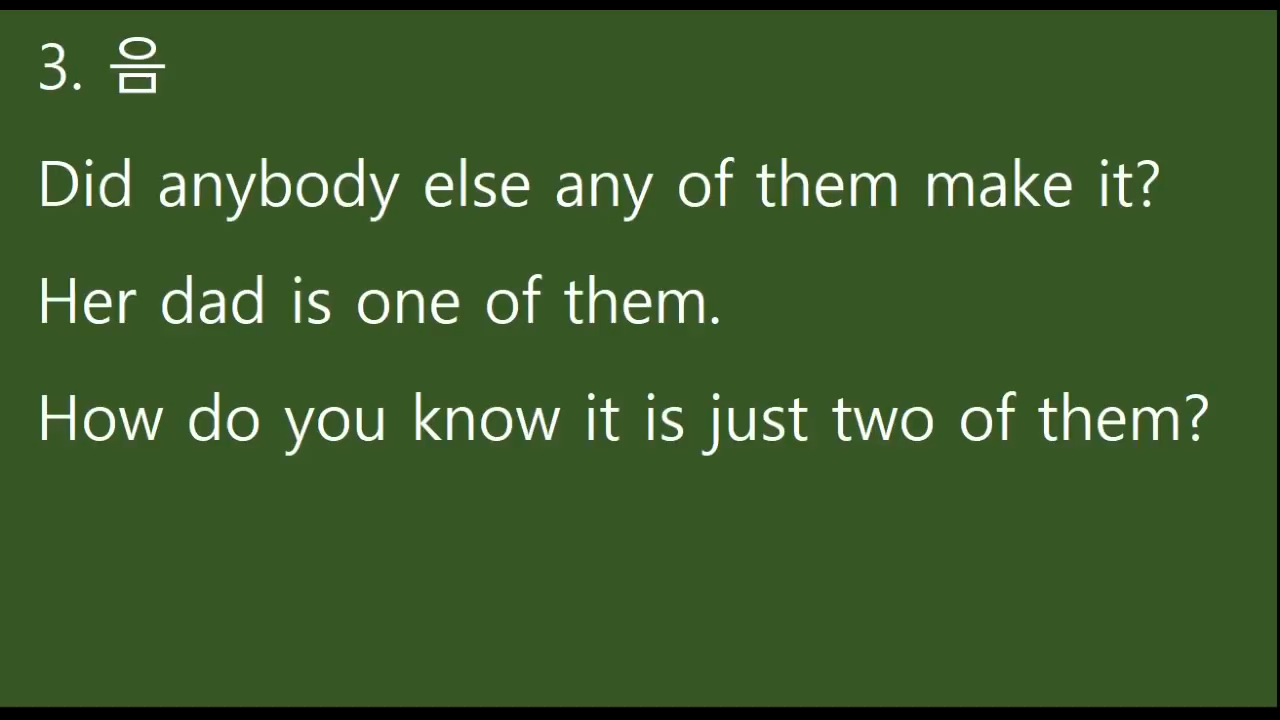 3. 음
Did anybody else any of them make it?
Her dad is one of them.
How do you know it is just two of them?